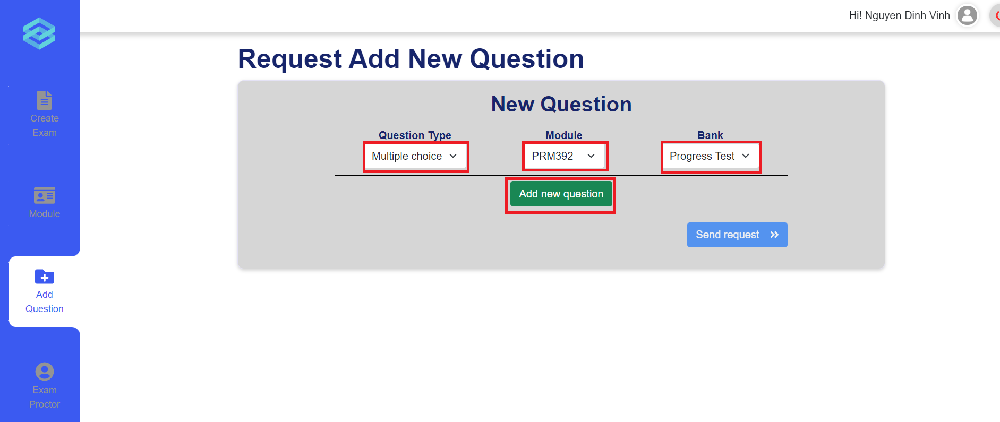 Hi! Nguyen Dinh Vinh
Create
Exam
Module
Add
Question
Exam
Proctor
Request Add New Question
New Question
Question Type
Module
Bank
Multiple choice
PRM392
Progress Test
Add new question
Send request